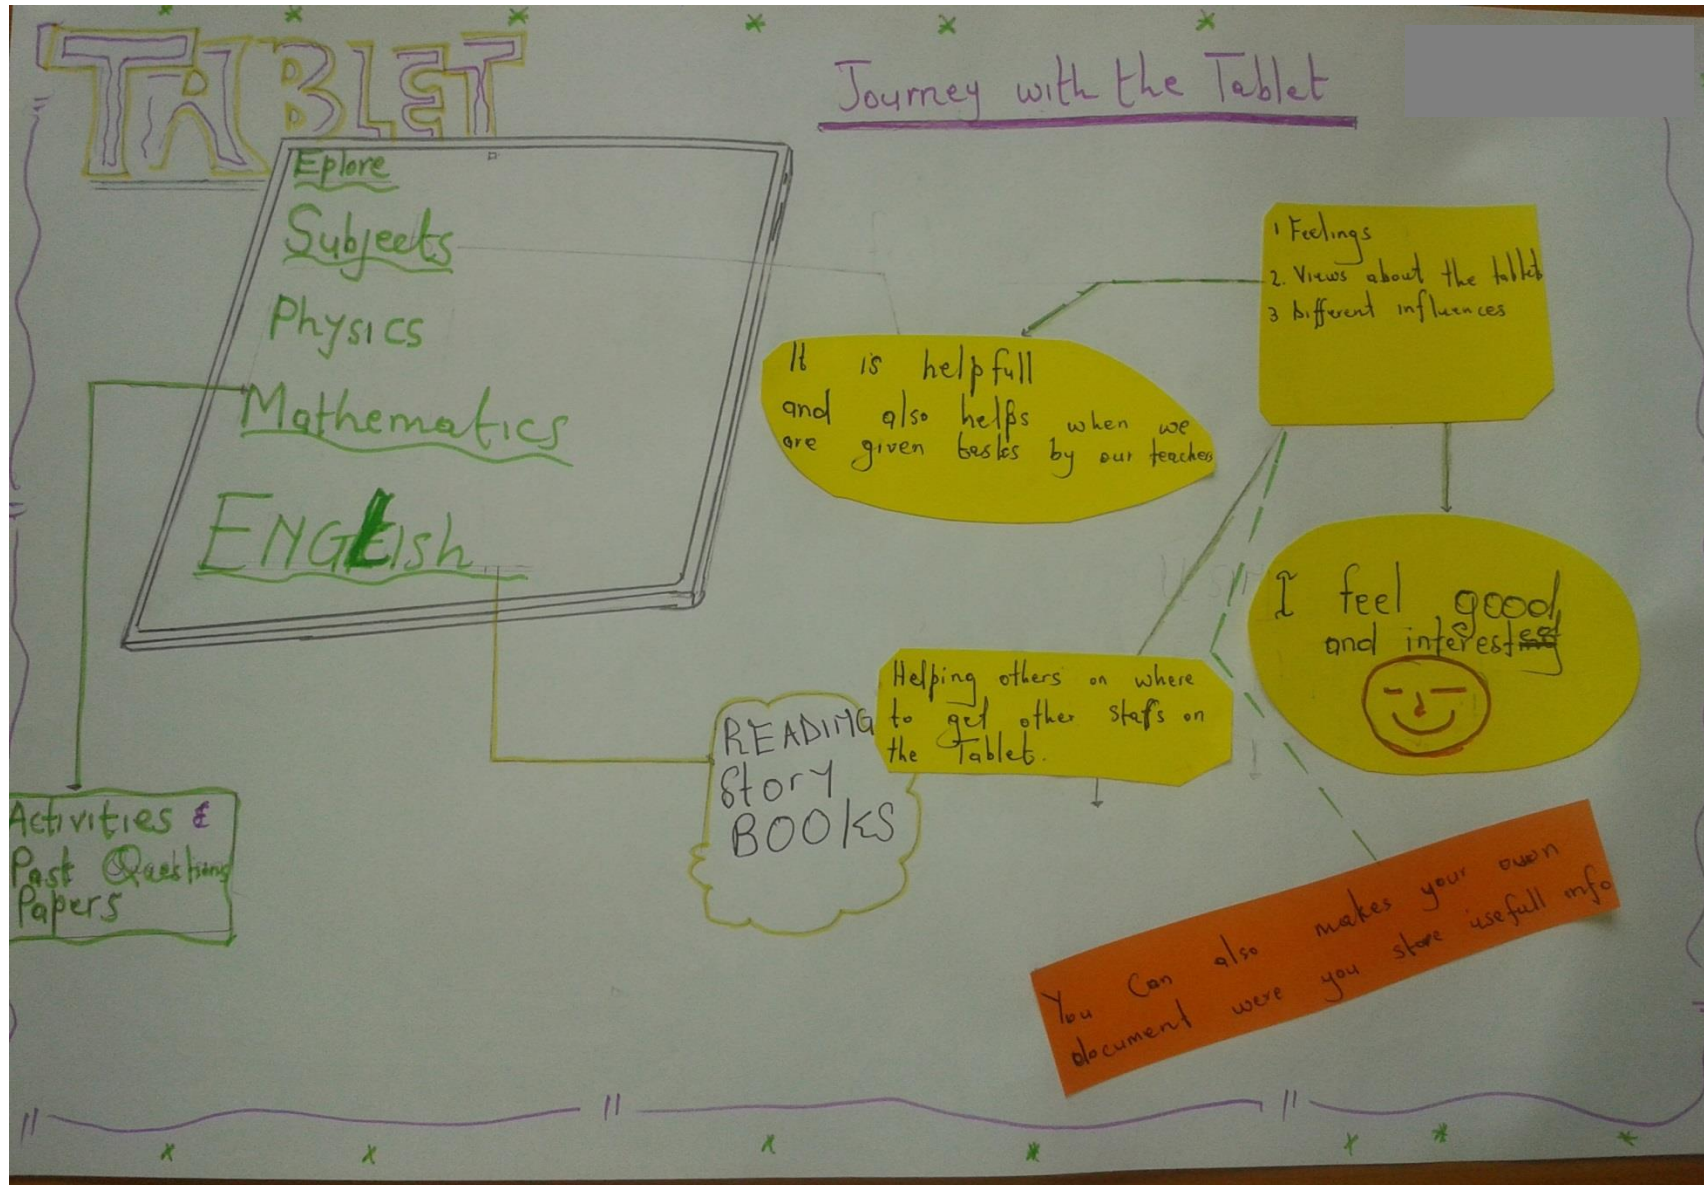 TABLET
Journey with the Tablet
Eplore
Subjects
Physics
Mathematics
ENGLIsh
Activities &
Past Questions
Papers
READING
Story
BOOKS
1 Feelings
2. Views about the tablet
3 Different influences
It is helpfull
and also helps when we
are given tasks by our teachers
I feel good
and interested
Helping others on where
to get other stafs on
the Tablet.
You Can also makes your own
document were you store usefull info